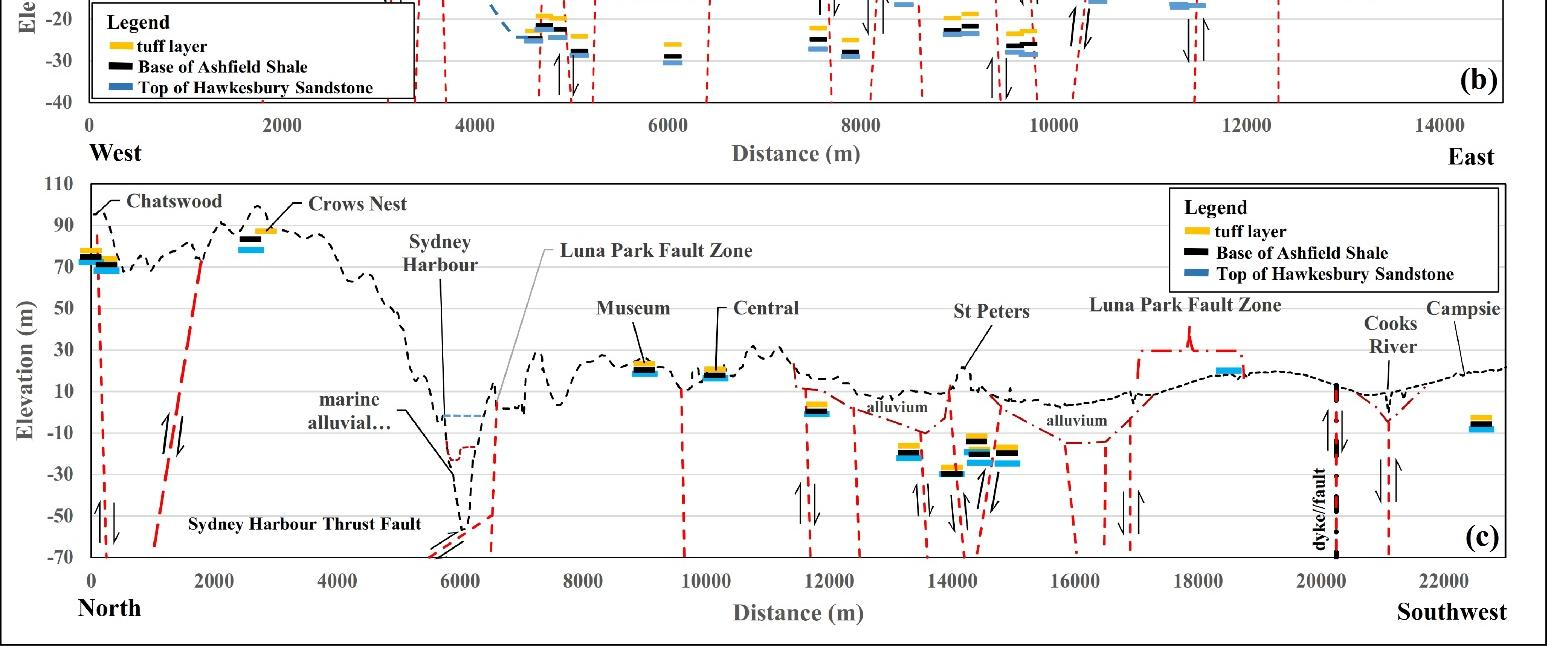 Ele
-20
-30
-40
Legend
tuff layer
Base of Ashfield Shale
Top of Hawkesbury Sandstone
(b)
0 2000 4000 6000 8000 10000 12000 14000
West Distance (m) East
110
90
70
50
30
10
-10
-30
-50
-70
Elevation (m)
Chatswood
Crows Nest
Sydney
Harbour
Luna Park Fault Zone
Museum
Central
St Peters
Luna Park Fault Zone
Cooks
River
Campsie
Legend
tuff layer
Base of Ashfield Shale
Top of Hawkesbury Sandstone
marine
alluvial…
alluvium
alluvium
Sydney Harbour Thrust Fault
dyke//fault
(c)
0 2000 4000 6000 8000 10000 12000 14000 16000 18000 20000 22000
North Distance (m) Southwest